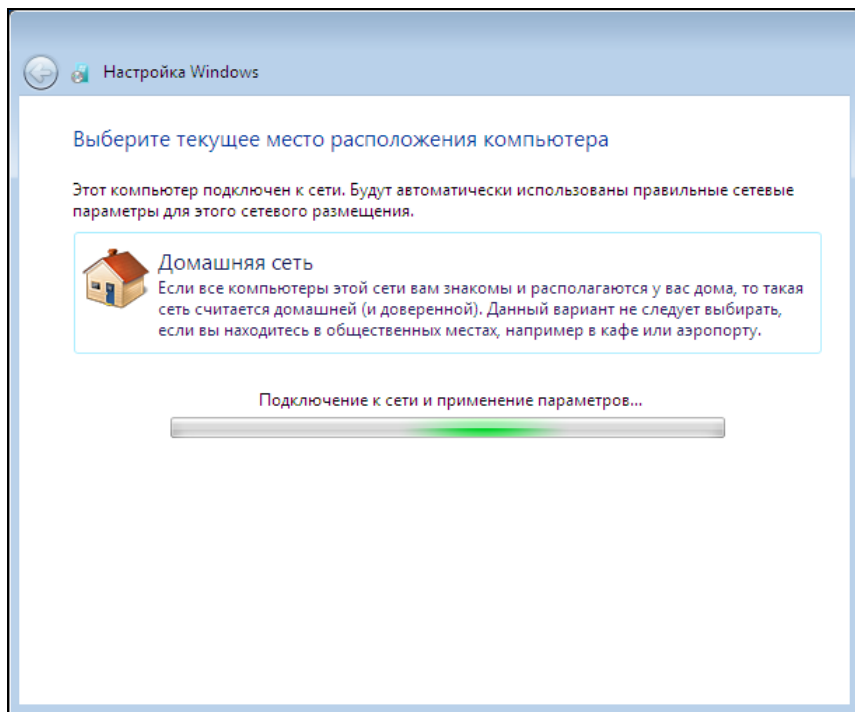 Настройка Windows
Выберите текущее место расположения компьютера
Этот компьютер подключен к сети. Будут автоматически использованы правильные сетевые
параметры для этого сетевого размещения.
Домашняя сеть
Если все компьютеры этой сети вам знакомы и располагаются у вас дома, то такая
сеть считается домашней (и доверенной). Данный вариант не следует выбирать,
если вы находитесь в общественных местах, например в кафе или аэропорту.
Подключение к сети и применение параметров...